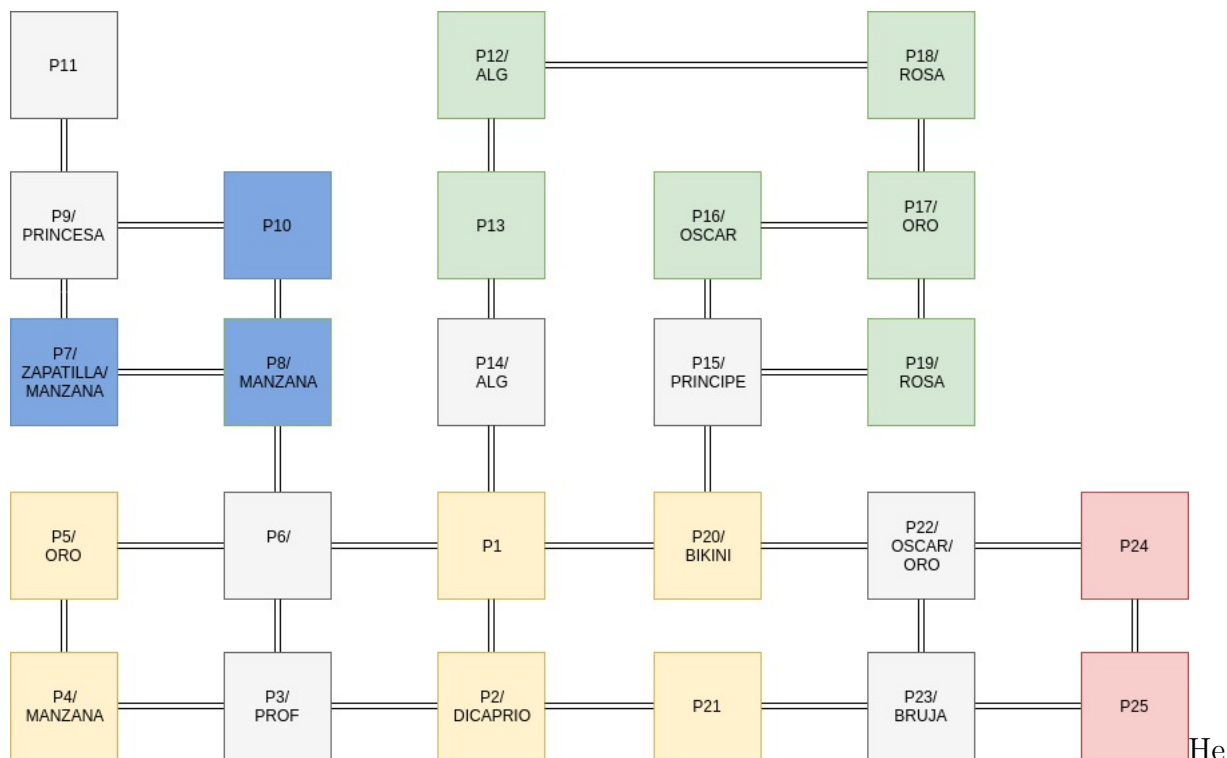 P11
P12/
ALG
P18/
ROSA
P9/
PRINCESA
P10
P13
P16/
OSCAR
P17/
ORO
P7/
ZAPATILLA/
MANZANA
P8/
MANZANA
P14/
ALG
P15/
PRINCIPE
P19/
ROSA
P5/
ORO
P6/
P1
P20/
BIKINI
P22/
OSCAR/
ORO
P24
P4/
MANZANA
P3/
PROF
P2/
DICAPRIO
P21
P23/
BRUJA
P25
He